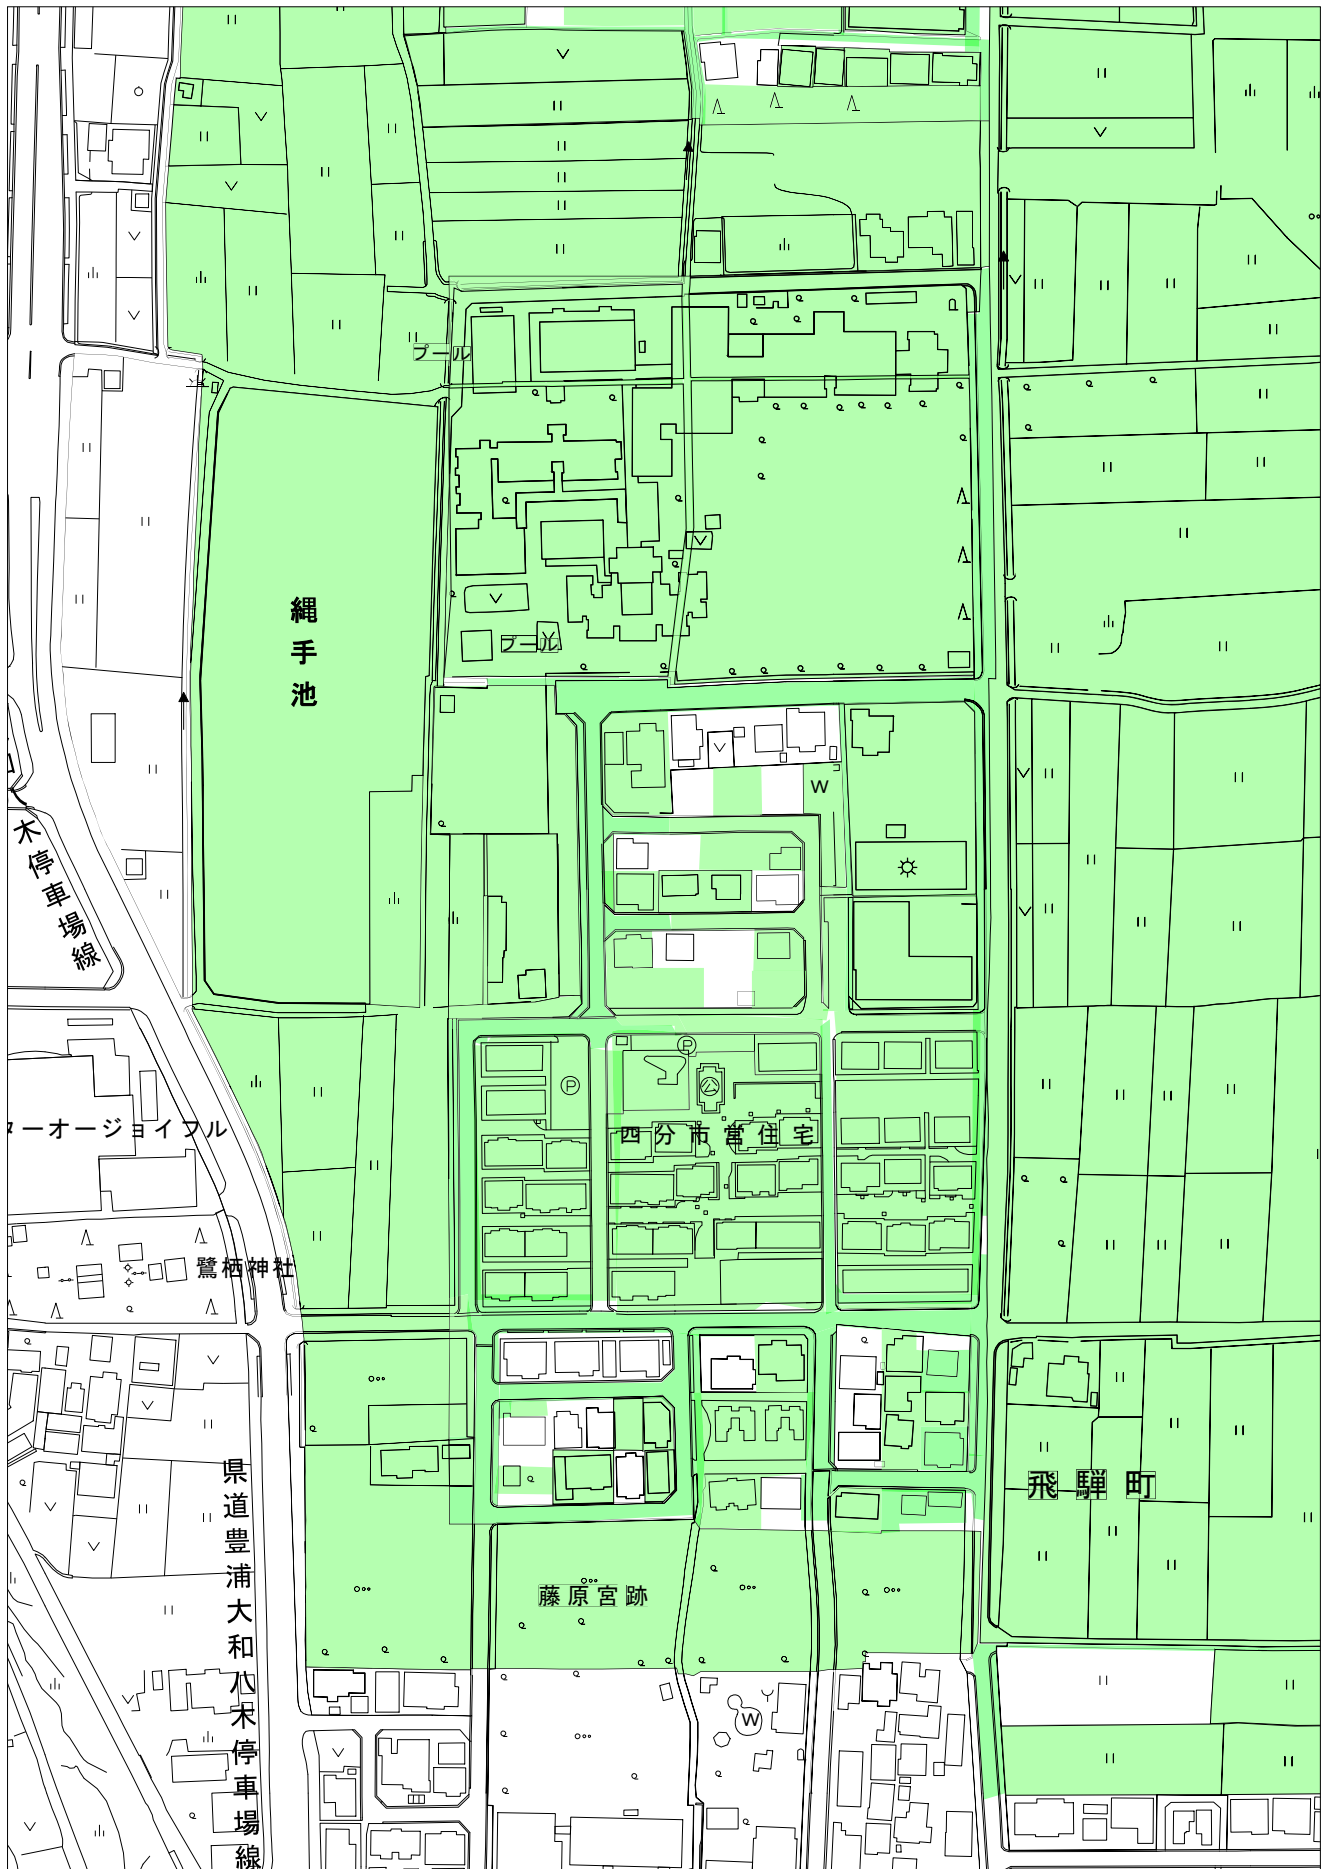 プール
縄手池
プール
W
木停車場線
P
P
公
四分市営住宅
ターオージョイフル
鷺栖神社
県道豊浦大和八木停車場線
飛騨町
藤原宮跡
W